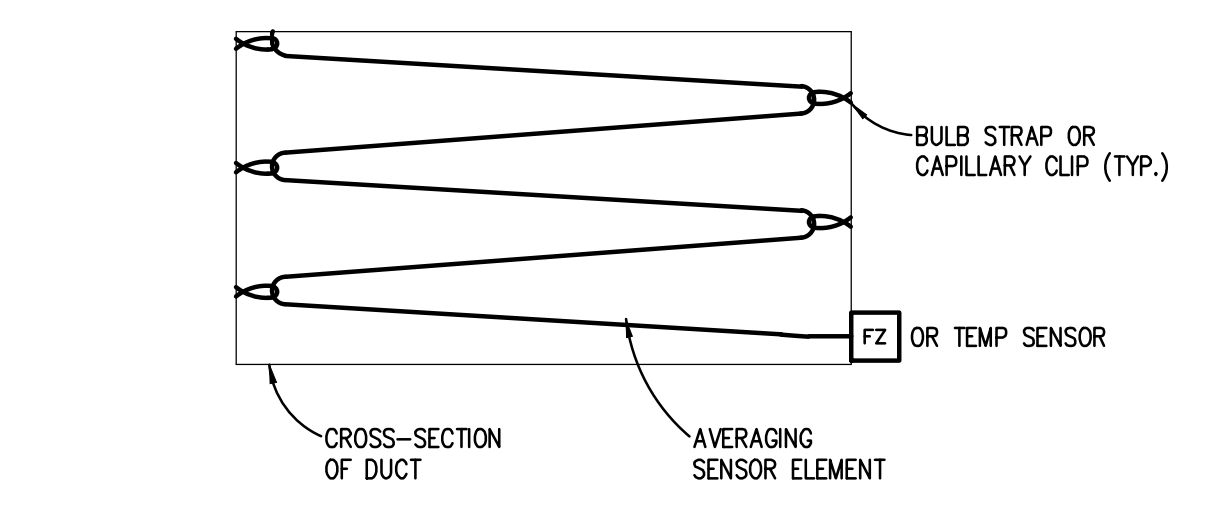 BULB STRAP OR
CAPILLARY CLIP (TYP.)
FZ OR TEMP SENSOR
CROSS-SECTION
OF DUCT
AVERAGING
SENSOR ELEMENT